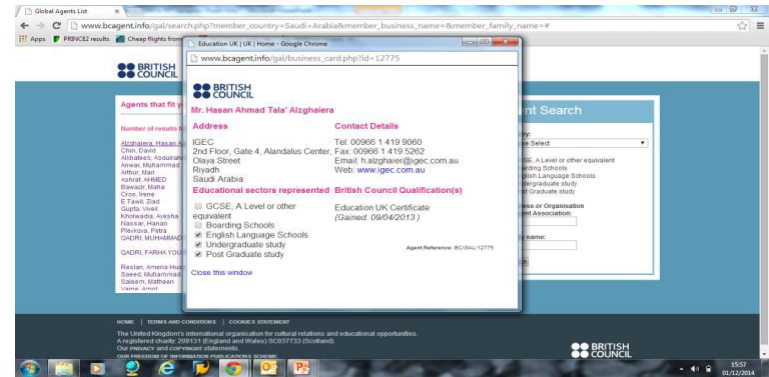 Global Agents List
www.bcagent.info/gal/search.php?member_country=Saudi+Arabia&member_business_name=&member_family_name=#
Apps PRINCE2 results Cheap flights from
Education UK | UK | Home - Google Chrome
www.bcagent.info/gal/business_card.php?id=12775
BRITISH
COUNCIL
BRITISH
COUNCIL
Mr. Hasan Ahmad Tala' Alzghaiera
Address
IGEC
2nd Floor, Gate 4, Alandalus Center,
Olaya Street
Riyadh
Saudi Arabia
Contact Details
Tel: 00966 1 419 9060
Fax: 00966 1 419 5262
Email: h.alzghaier@igec.com.au
Web: www.igec.com.au
Educational sectors represented
GCSE, A Level or other
equivalent
Boarding Schools
English Language Schools
Undergraduate study
Post Graduate study
British Council Qualification(s)
Education UK Certificate
(Gained: 09/04/2013 )
Agent Reference: BC/GAL/12775
Close this window
Agents that fit y
Number of results
Alzghaiera, Hasan A
Chin, David
Alkhateeb, Abdulrah
Anwar, Muhammad
Arthur, Mari
Ashraf, AHMED
Bawazir, Maha
Cros, Irene
E Tawil, Ziad
Gupta, Vivek
Kholwadia, Ayesha
Nassar, Hanan
Plevkova, Petra
QADRI, MUHAMMAD
QADRI, FARHA YOU
Reslan, Amena Hus
Saeed, Muhammad
Saleem, Matheen
ent Search
Select
SE, A Level or other equivalent
arding Schools
glish Language Schools
dergraduate study
st Graduate study
ess or Organisation
ent Association:
name:
HOME | TERMS AND CONDITIONS | COOKIES STATEMENT
The United Kingdom's international organisation for cultural relations and educational opportunities.
A registered charity: 209131 (England and Wales) SC037733 (Scotland)
Our PRIVACY and COPYRIGHT statements.
OUR FREEDOM OF INFORMATION PUBLICATIONS SCHEME.
BRITISH
COUNCIL
15:57
01/12/2014